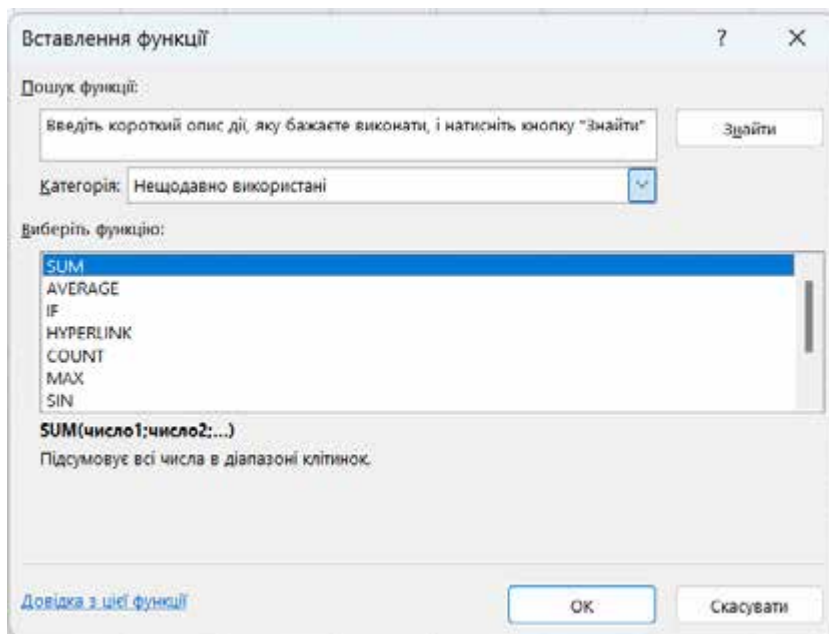 Вставлення функції ? ×
Пошук функції:
Введіть короткий опис дії, яку бажаєте виконати, і натисніть кнопку "Знайти"
Знайти
Категорія: Нещодавно використані
Виберіть функцію:
SUM
AVERAGE
IF
HYPERLINK
COUNT
MAX
SIN
SUM(число1;число2;...)
Підсумовує всі числа в діапазоні клітинок.
Довідка з цієї функції
OK
Скасувати